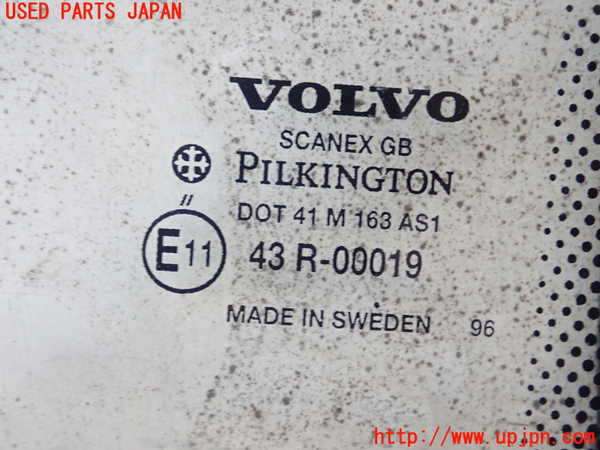 USED PARTS JAPAN
VOLVO
SCANEX GB
PILKINGTON
DOT 41 M 163 AS1
E11 43 R-00019
MADE IN SWEDEN 96
http://www.upjpn.com